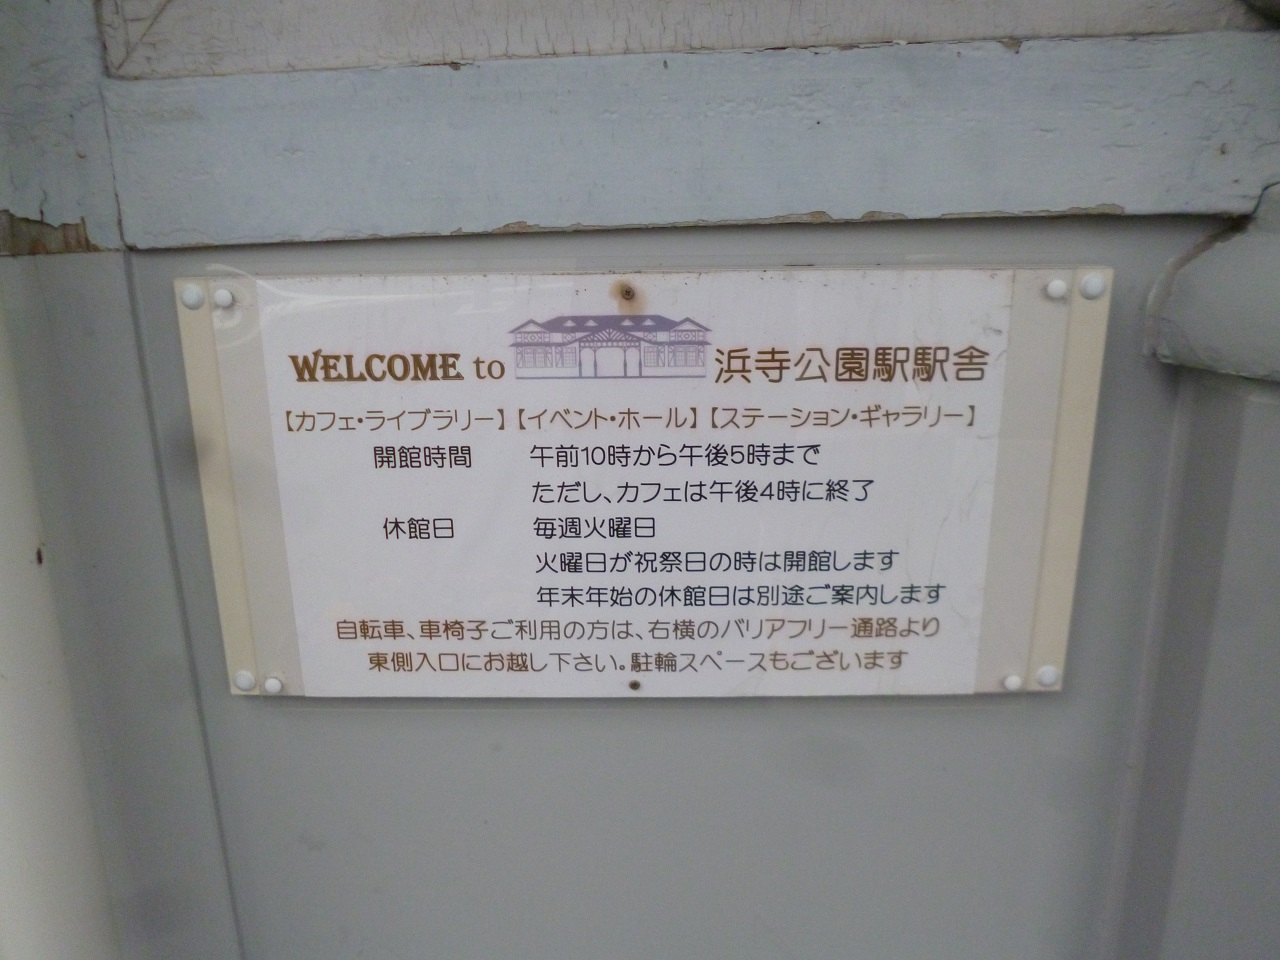 WELCOME to 浜寺公園駅駅舎
【カフェ・ライブラリー】【イベント・ホール】【ステーション・ギャラリー】
開館時間 午前10時から午後5時まで
ただし、カフェは午後4時に終了
休館日 毎週火曜日
火曜日が祝祭日の時は開館します
年末年始の休館日は別途ご案内します
自転車、車椅子ご利用の方は、右横のバリアフリー通路より
東側入口にお越し下さい。駐輪スペースもございます